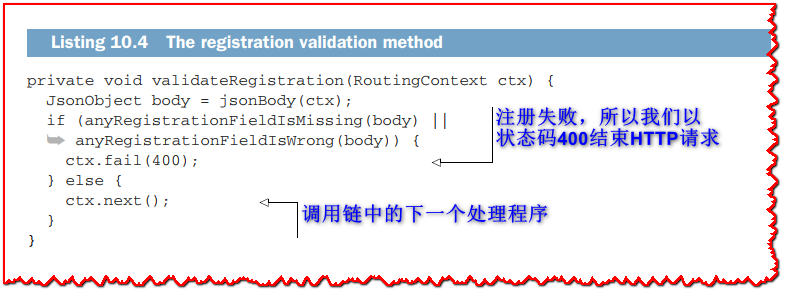 Listing 10.4 The registration validation method
private void validateRegistration(RoutingContext ctx) {
JsonObject body = jsonBody(ctx);
if (anyRegistrationFieldIsMissing(body) ||
➥ anyRegistrationFieldIsWrong(body)) {
注册失败，所以我们以
状态码400结束HTTP请求
ctx.fail(400);
} else {
ctx.next();
调用链中的下一个处理程序
}
}